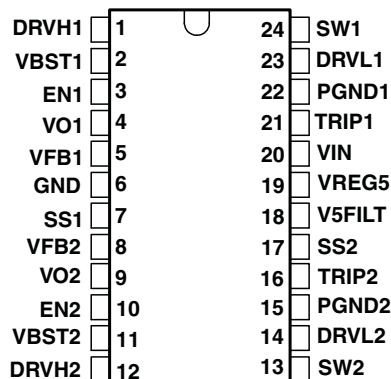 DRVH1 1 24 SW1
VBST1 2 23 DRVL1
EN1 3 22 PGND1
VO1 4 21 TRIP1
VFB1 5 20 VIN
GND 6 19 VREG5
SS1 7 18 V5FILT
VFB2 8 17 SS2
VO2 9 16 TRIP2
EN2 10 15 PGND2
VBST2 11 14 DRVL2
DRVH2 12 13 SW2